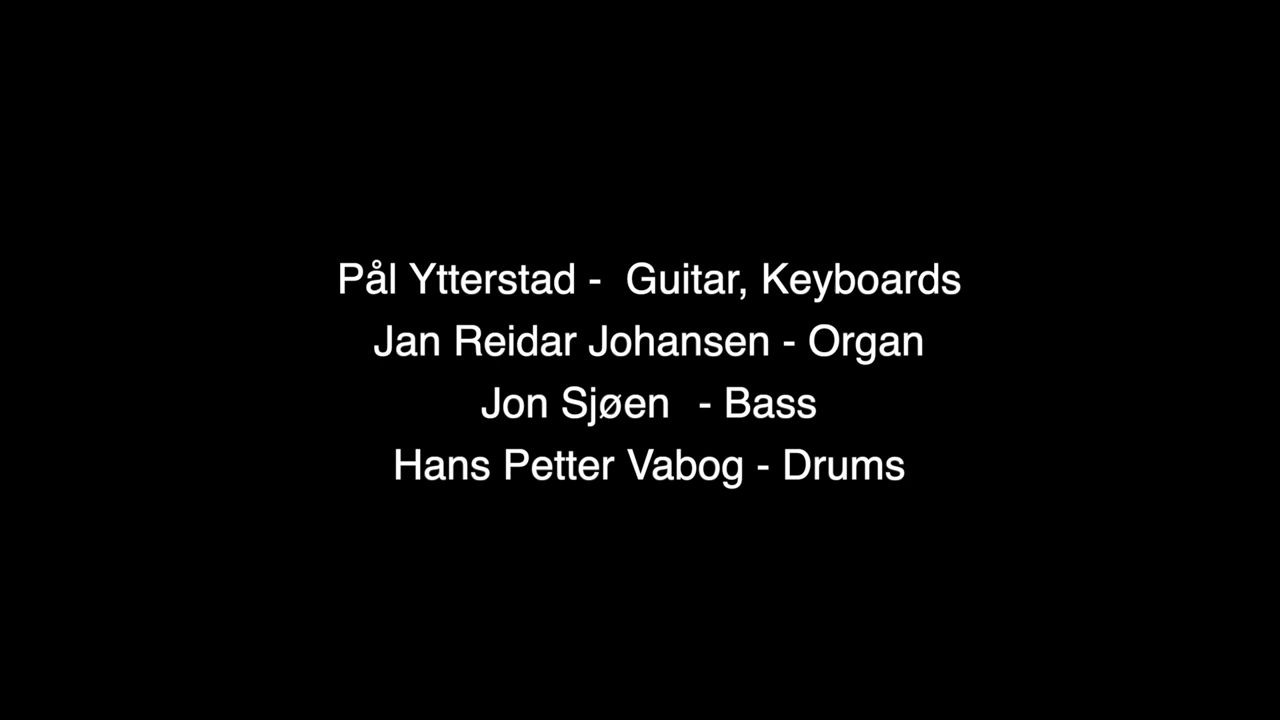 Pål Ytterstad -  Guitar, Keyboards
Jan Reidar Johansen - Organ
Jon Sjøen  - Bass
Hans Petter Vabog - Drums